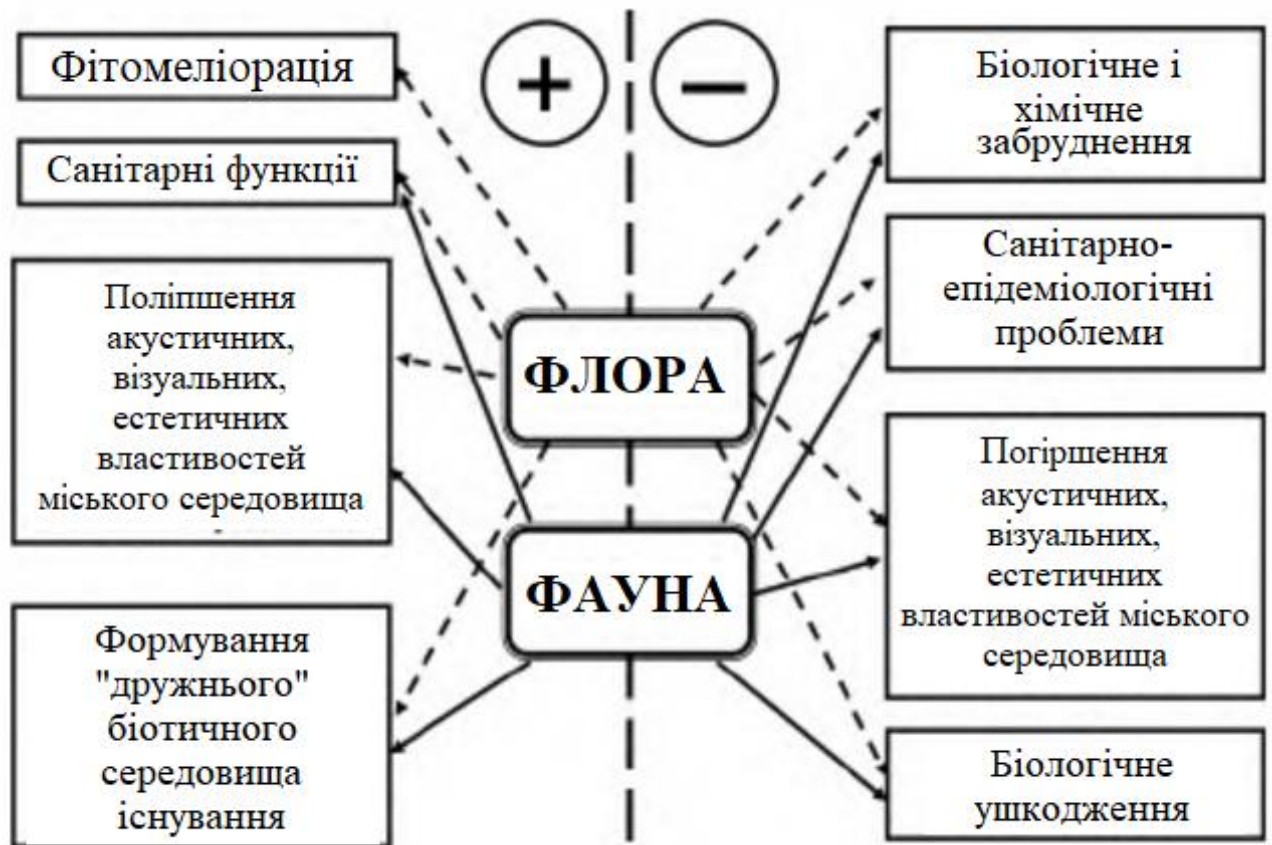 Фітомеліорація
Санітарні функції
Поліпшення
акустичних,
візуальних,
естетичних
властивостей
міського середовища
Формування
"дружнього"
біотичного
середовища
існування
+
−
ФЛОРА
ФАУНА
Біологічне і
хімічне
забруднення
Санітарно-
епідеміологічні
проблеми
Погіршення
акустичних,
візуальних,
естетичних
властивостей міського
середовища
Біологічне
ушкодження